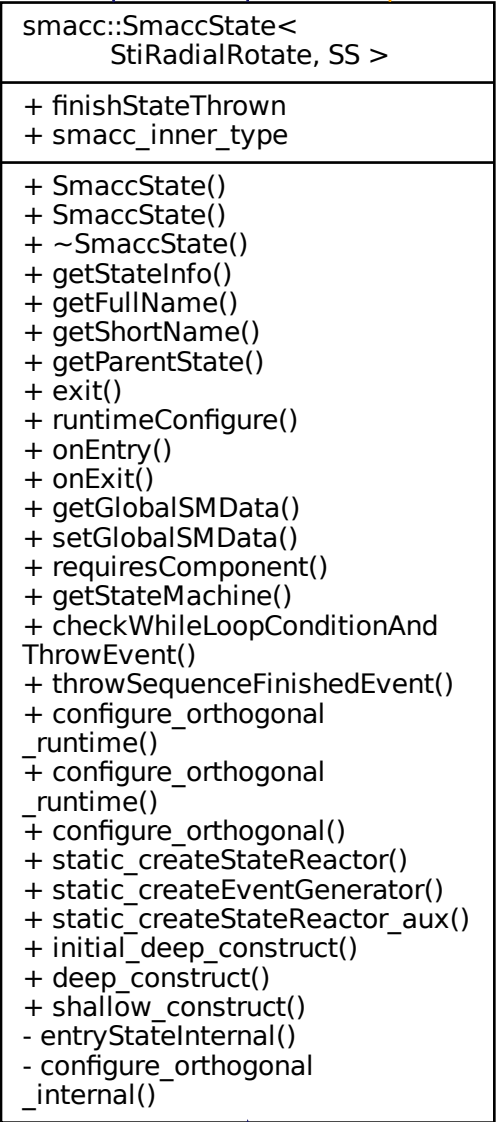 smacc::SmaccState<
StiRadialRotate, SS >
+ finishStateThrown
+ smacc_inner_type
+ SmaccState()
+ SmaccState()
+ ~SmaccState()
+ getStateInfo()
+ getFullName()
+ getShortName()
+ getParentState()
+ exit()
+ runtimeConfigure()
+ onEntry()
+ onExit()
+ getGlobalSMData()
+ setGlobalSMData()
+ requiresComponent()
+ getStateMachine()
+ checkWhileLoopConditionAnd
ThrowEvent()
+ throwSequenceFinishedEvent()
+ configure_orthogonal
_runtime()
+ configure_orthogonal
_runtime()
+ configure_orthogonal()
+ static_createStateReactor()
+ static_createEventGenerator()
+ static_createStateReactor_aux()
+ initial_deep_construct()
+ deep_construct()
+ shallow_construct()
- entryStateInternal()
- configure_orthogonal
_internal()